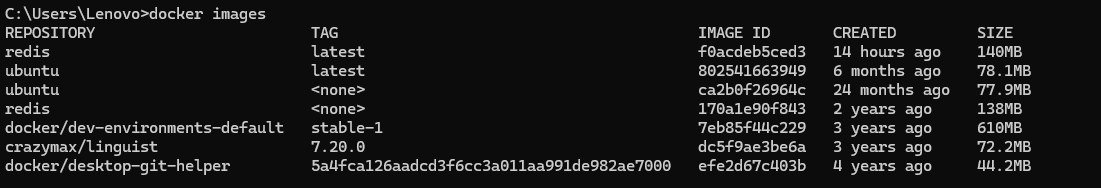 C:\Users\Lenovo>docker images
REPOSITORY TAG IMAGE ID CREATED SIZE
redis latest f0acdeb5ced3 14 hours ago 140MB
ubuntu latest 802541663949 6 months ago 78.1MB
ubuntu <none> ca2b0f26964c 24 months ago 77.9MB
redis <none> 170a1e90f843 2 years ago 138MB
docker/dev-environments-default stable-1 7eb85f44c229 3 years ago 610MB
crazymax/linguist 7.20.0 dc5f9ae3be6a 3 years ago 72.2MB
docker/desktop-git-helper 5a4fca126aadcd3f6cc3a011aa991de982ae7000 efe2d67c403b 4 years ago 44.2MB